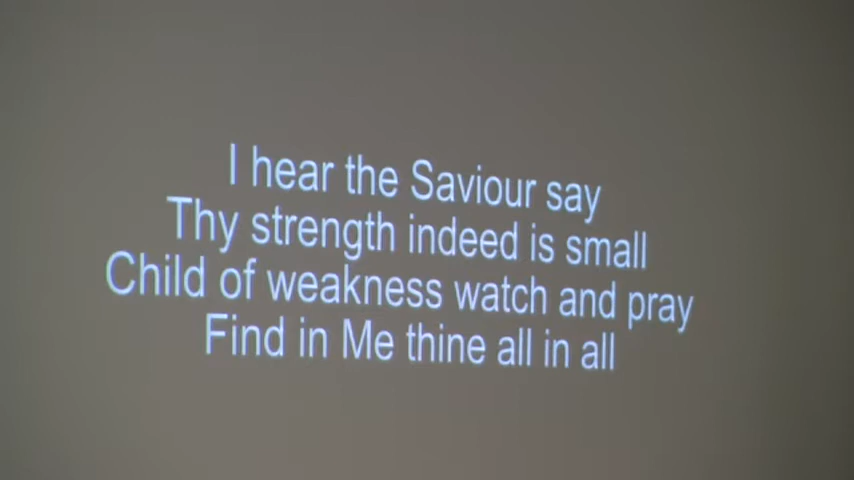 I hear the Saviour say
Thy strength indeed is small
Child of weakness watch and pray
Find in Me thine all in all